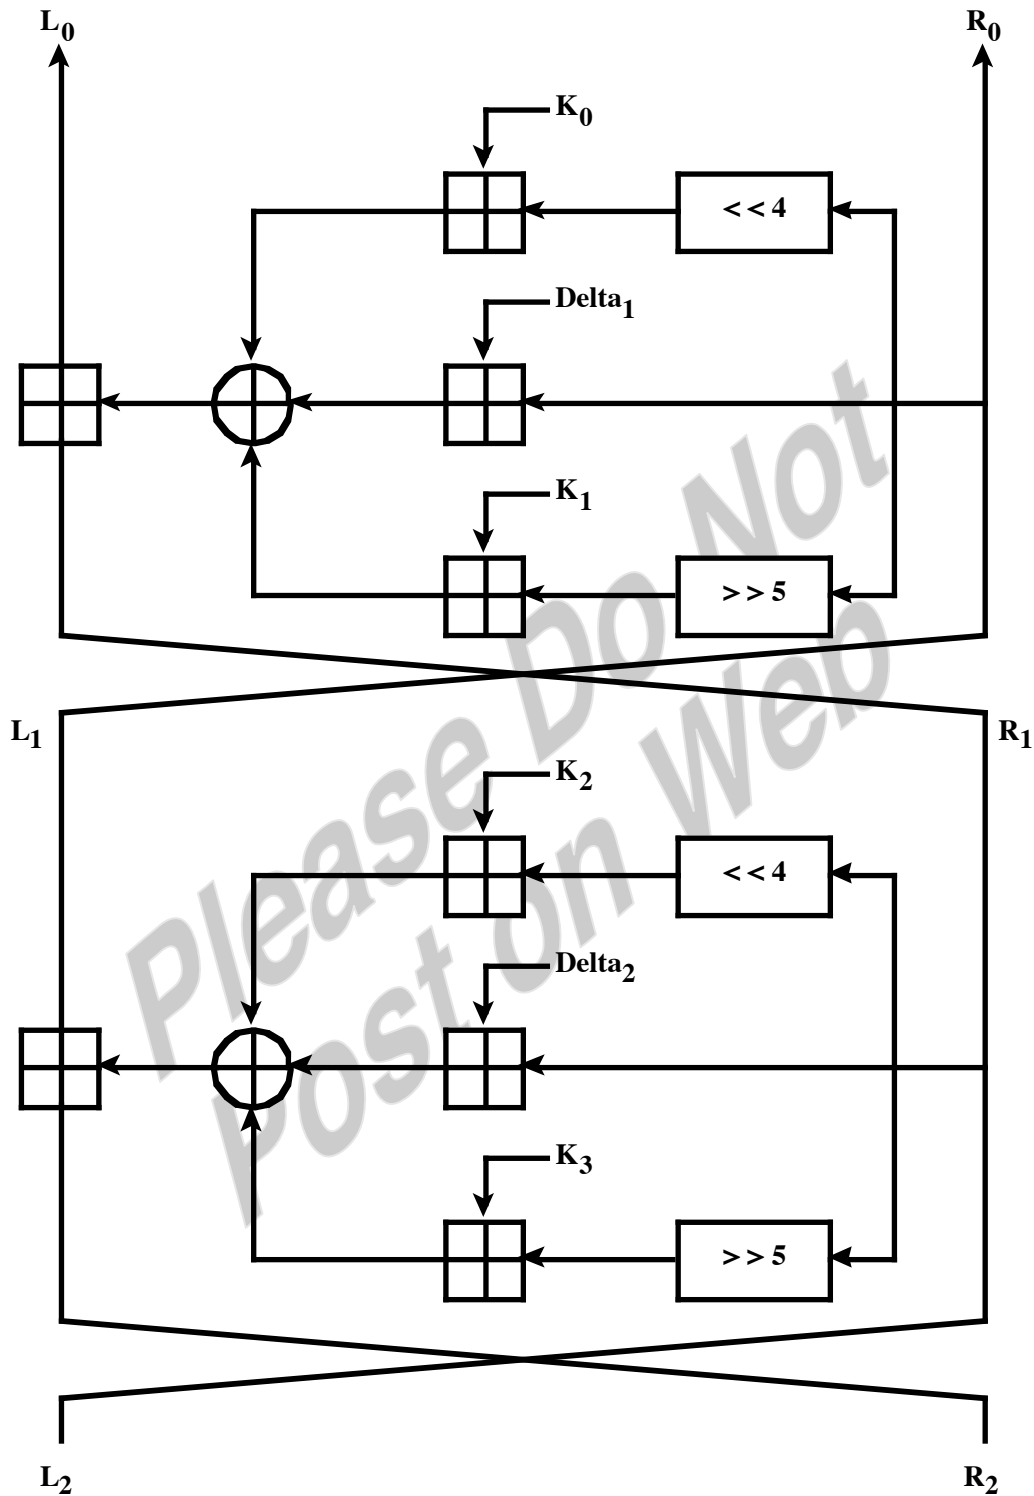 L0 R0
K0
<< 4
Delta1
K1
>> 5
L1 R1
K2
<< 4
Delta2
K3
>> 5
L2 R2
Please Do Not
Post on Web